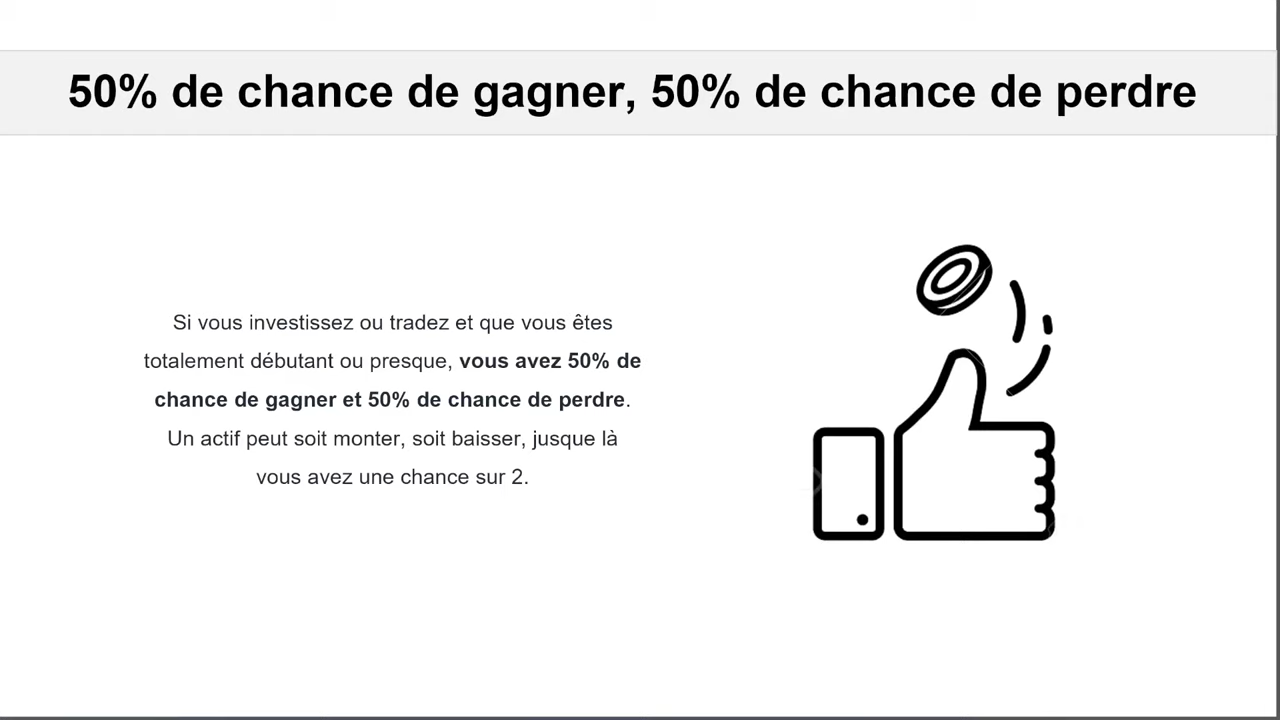 50% de chance de gagner, 50% de chance de perdre
Si vous investissez ou tradez et que vous êtes
totalement débutant ou presque, vous avez 50% de
chance de gagner et 50% de chance de perdre.
Un actif peut soit monter, soit baisser, jusque là
vous avez une chance sur 2.